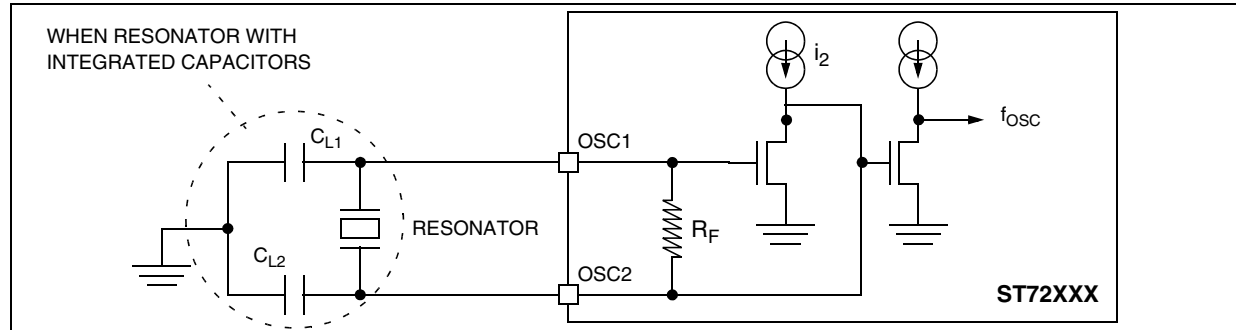 WHEN RESONATOR WITH
INTEGRATED CAPACITORS
i2
fOSC
CL1
OSC1
RESONATOR
RF
CL2
OSC2
ST72XXX